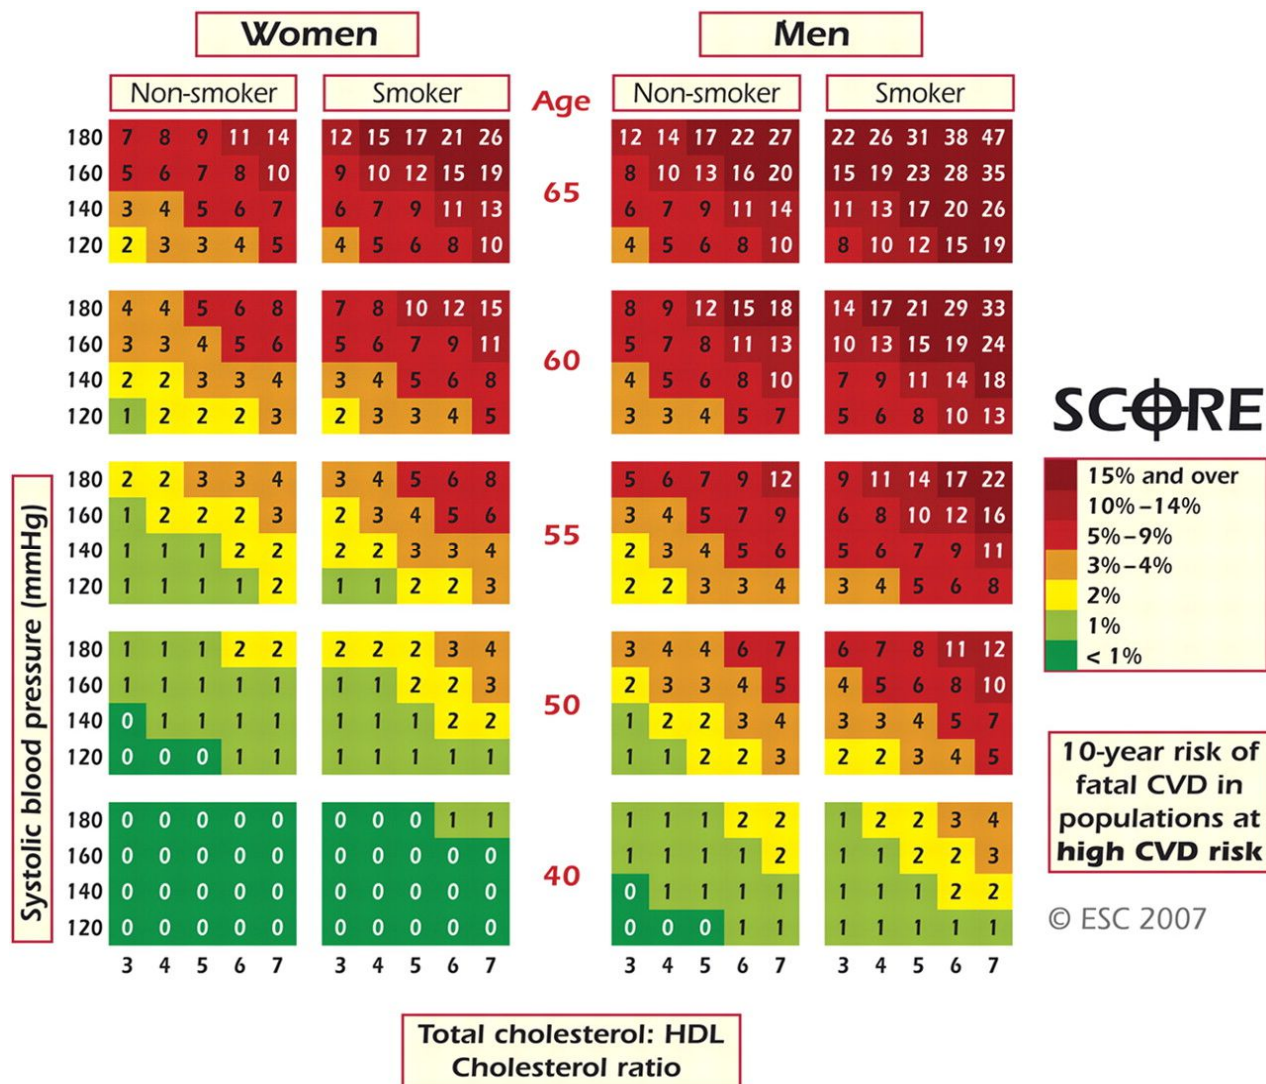 Women Men
Non-smoker Smoker Age Non-smoker Smoker
180 7 8 9 11 14 12 15 17 21 26 12 14 17 22 27 22 26 31 38 47
160 5 6 7 8 10 9 10 12 15 19 8 10 13 16 20 15 19 23 28 35
65
140 3 4 5 6 7 6 7 9 11 13 6 7 9 11 14 11 13 17 20 26
120 2 3 3 4 5 4 5 6 8 10 4 5 6 8 10 8 10 12 15 19
180 4 4 5 6 8 7 8 10 12 15 8 9 12 15 18 14 17 21 29 33
160 3 3 4 5 6 5 6 7 9 11 5 7 8 11 13 10 13 15 19 24
60
140 2 2 3 3 4 3 4 5 6 8 4 5 6 8 10 7 9 11 14 18
120 1 2 2 2 3 2 3 3 4 5 3 3 4 5 7 5 6 8 10 13
180 2 2 3 3 4 3 4 5 6 8 5 6 7 9 12 9 11 14 17 22
160 1 2 2 2 3 2 3 4 5 6 3 4 5 7 9 6 8 10 12 16
55
140 1 1 1 2 2 2 2 3 3 4 2 3 4 5 6 5 6 7 9 11
120 1 1 1 1 2 1 1 2 2 3 2 2 3 3 4 3 4 5 6 8
180 1 1 1 2 2 2 2 2 3 4 3 4 4 6 7 6 7 8 11 12
160 1 1 1 1 1 1 1 2 2 3 2 3 3 4 5 4 5 6 8 10
50
140 0 1 1 1 1 1 1 1 2 2 1 2 2 3 4 3 3 4 5 7
120 0 0 0 1 1 1 1 1 1 1 1 1 2 2 3 2 2 3 4 5
180 0 0 0 0 0 0 0 0 1 1 1 1 1 2 2 1 2 2 3 4
160 0 0 0 0 0 0 0 0 0 0 1 1 1 1 2 1 1 2 2 3
40
140 0 0 0 0 0 0 0 0 0 0 0 1 1 1 1 1 1 1 2 2
120 0 0 0 0 0 0 0 0 0 0 0 0 0 1 1 1 1 1 1 1
3 4 5 6 7 3 4 5 6 7 3 4 5 6 7 3 4 5 6 7
Systolic blood pressure (mmHg)
Total cholesterol: HDL
Cholesterol ratio
SCORE
15% and over
10%–14%
5%–9%
3%–4%
2%
1%
< 1%
10-year risk of
fatal CVD in
populations at
high CVD risk
© ESC 2007